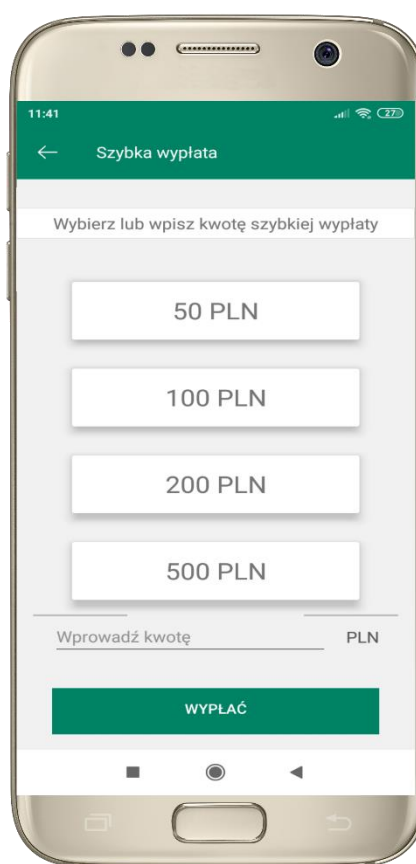 11:41
27
Szybka wypłata
Wybierz lub wpisz kwotę szybkiej wypłaty
50 PLN
100 PLN
200 PLN
500 PLN
Wprowadź kwotę PLN
WYPŁAĆ